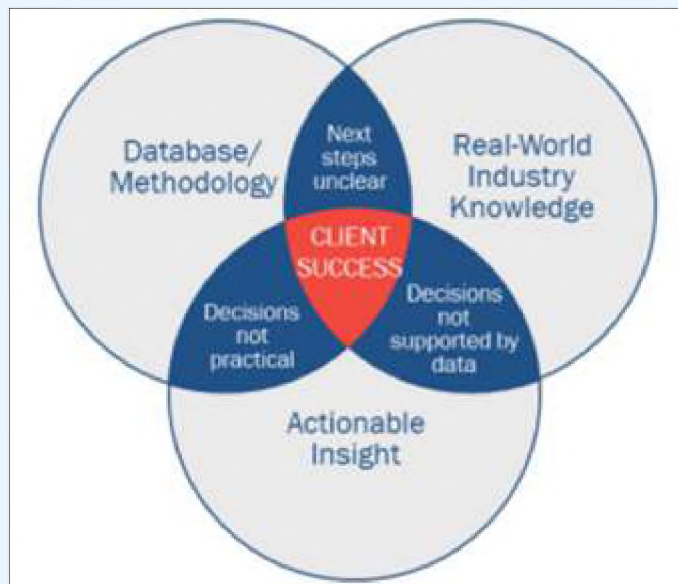 Database/
Methodology
Next
steps
unclear
Real-World
Industry
Knowledge
CLIENT
SUCCESS
Decisions
not
practical
Decisions
not
supported by
data
Actionable
Insight